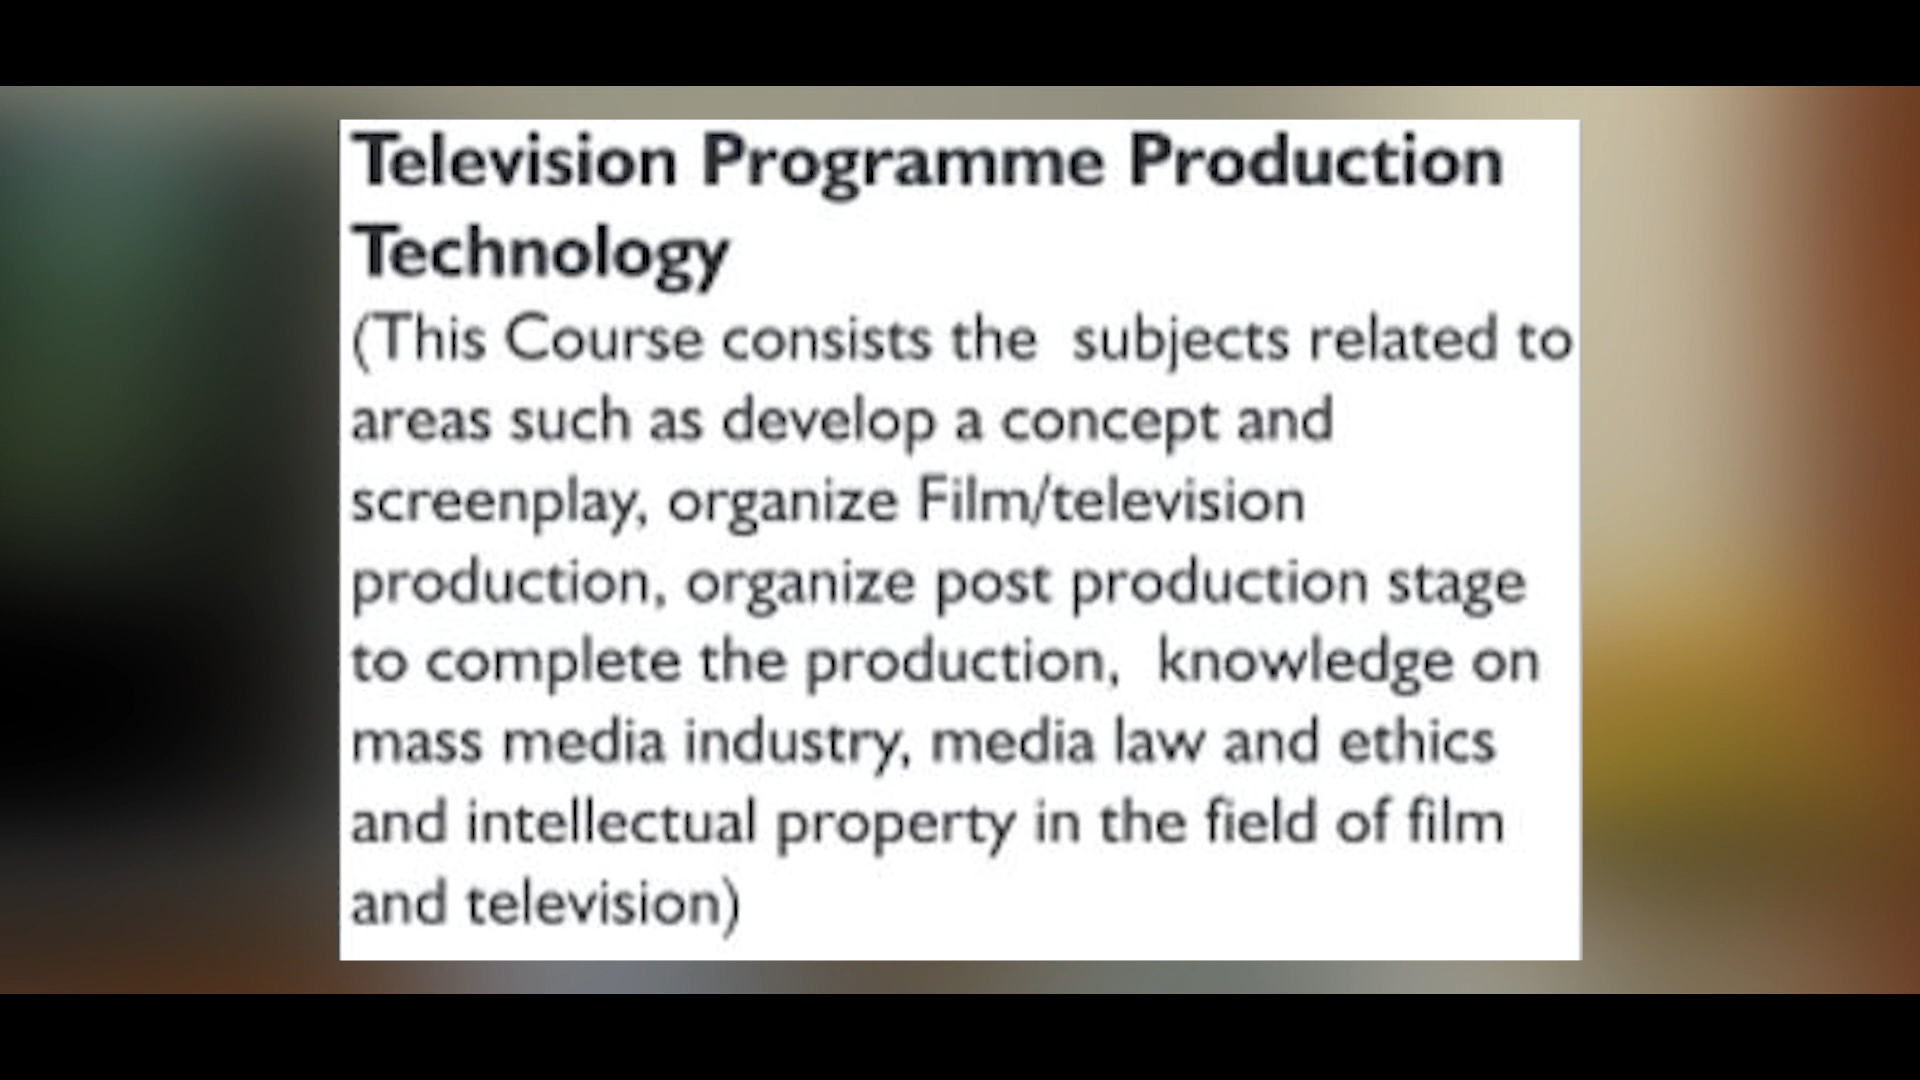 Television Programme Production
Technology
(This Course consists the  subjects related to
areas such as develop a concept and
screenplay, organize Film/television
production, organize post production stage
to complete the production,  knowledge on
mass media industry, media law and ethics
and intellectual property in the field of film
and television)